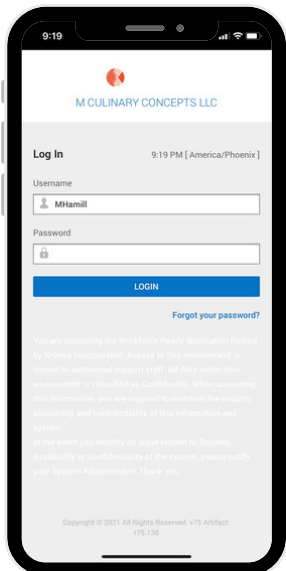 9:19
M CULINARY CONCEPTS LLC
Log In 9:19 PM [ America/Phoenix ]
Username
MHamill
Password
LOGIN
Forgot your password?
You are accessing the Workforce Ready application hosted
by Kronos Incorporated. Access to this environment is
limited to authorized support staff. All data within this
environment is classified as Confidential. When accessing
this information, you are required to maintain the security,
availability and confidentiality of this information and
system.
In the event you identify an issue related to Security,
Availability or Confidentiality of the system, please notify
your System Administrator. Thank you.
Copyright © 2021 All Rights Reserved. v75 Artifact:
r75.138